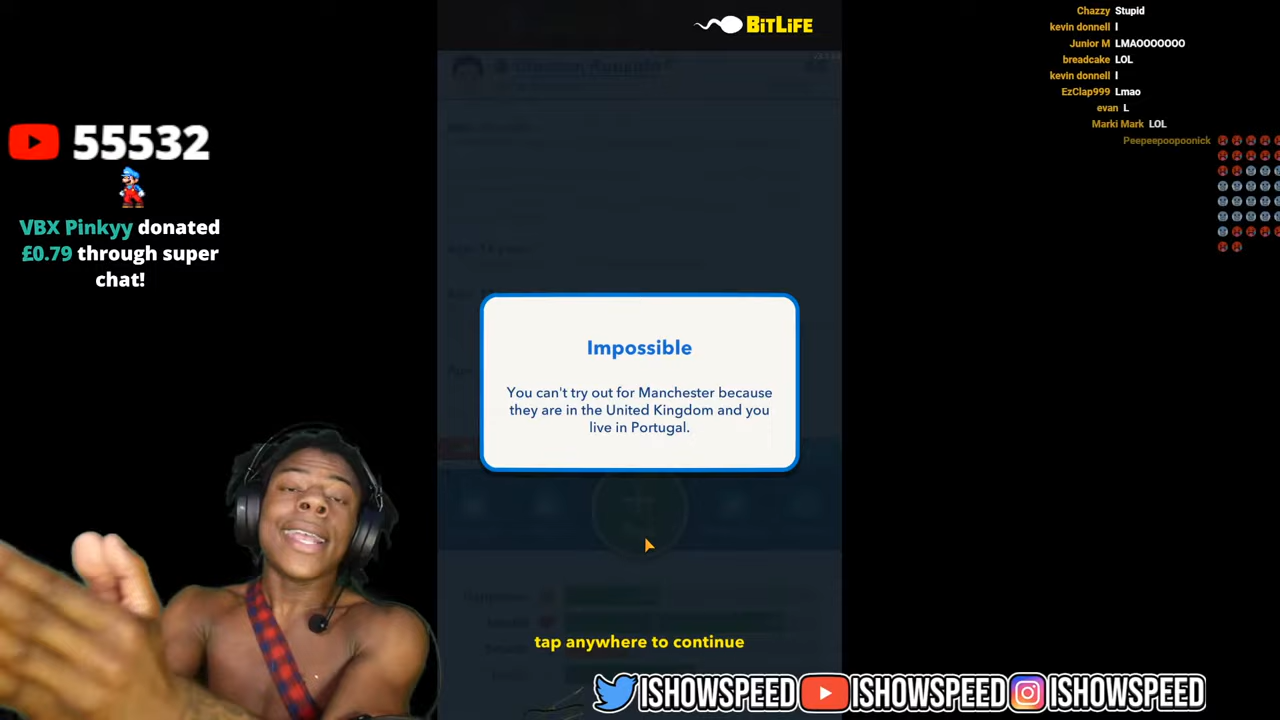 BitLife
Chazzy Stupid
kevin donnell I
Junior M LMAOOOOOOO
breadcake LOL
kevin donnell I
EzClap999 Lmao
evan L
Marki Mark LOL
Peepeepoopoonick
55532
VBX Pinkyy donated
£0.79 through super
chat!
Impossible
You can't try out for Manchester because
they are in the United Kingdom and you
live in Portugal.
tap anywhere to continue
ISHOWSPEED ISHOWSPEED ISHOWSPEED